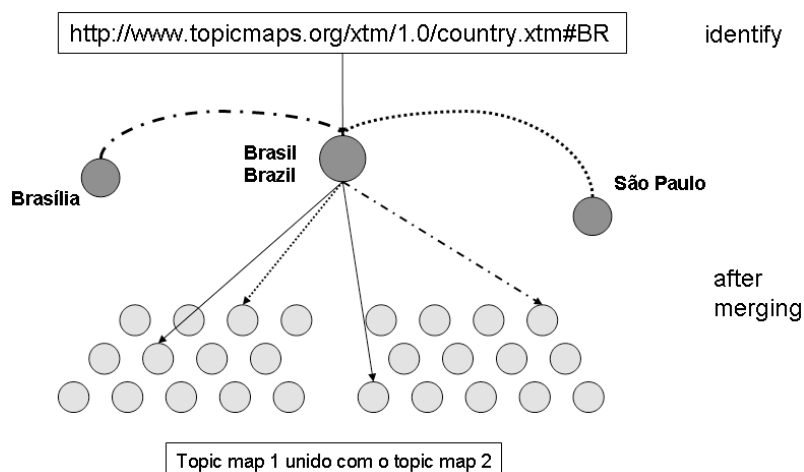 http://www.topicmaps.org/xtm/1.0/country.xtm#BR
identify
Brasil
Brazil
Brasília
São Paulo
after
merging
Topic map 1 unido com o topic map 2